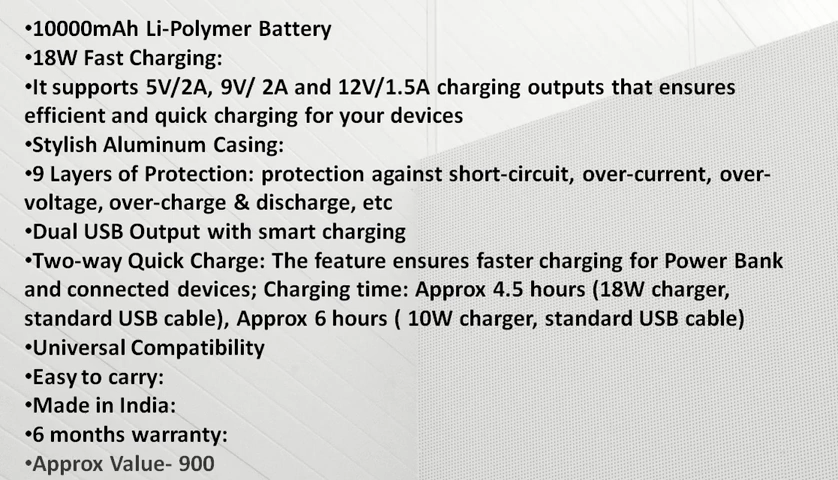 •10000mAh Li-Polymer Battery
•18W Fast Charging:
•It supports 5V/2A, 9V/ 2A and 12V/1.5A charging outputs that ensures
efficient and quick charging for your devices
•Stylish Aluminum Casing:
•9 Layers of Protection: protection against short-circuit, over-current, over-
voltage, over-charge & discharge, etc
•Dual USB Output with smart charging
•Two-way Quick Charge: The feature ensures faster charging for Power Bank
and connected devices; Charging time: Approx 4.5 hours (18W charger,
standard USB cable), Approx 6 hours ( 10W charger, standard USB cable)
•Universal Compatibility
•Easy to carry:
•Made in India:
•6 months warranty:
•Approx Value- 900